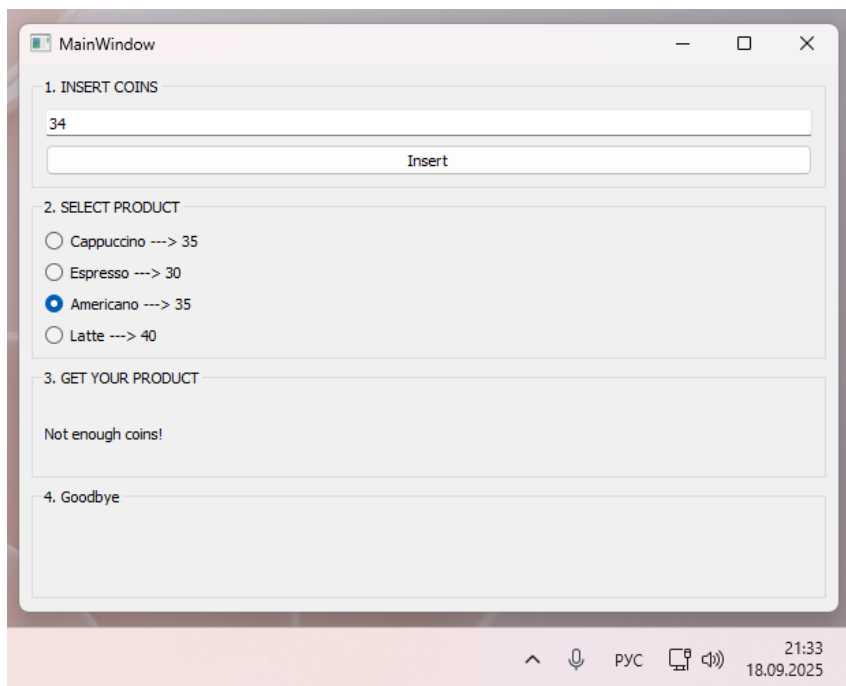 MainWindow
1. INSERT COINS
34
Insert
2. SELECT PRODUCT
Cappuccino ---> 35
Espresso ---> 30
Americano ---> 35
Latte ---> 40
3. GET YOUR PRODUCT
Not enough coins!
4. Goodbye
РУС
21:33
18.09.2025